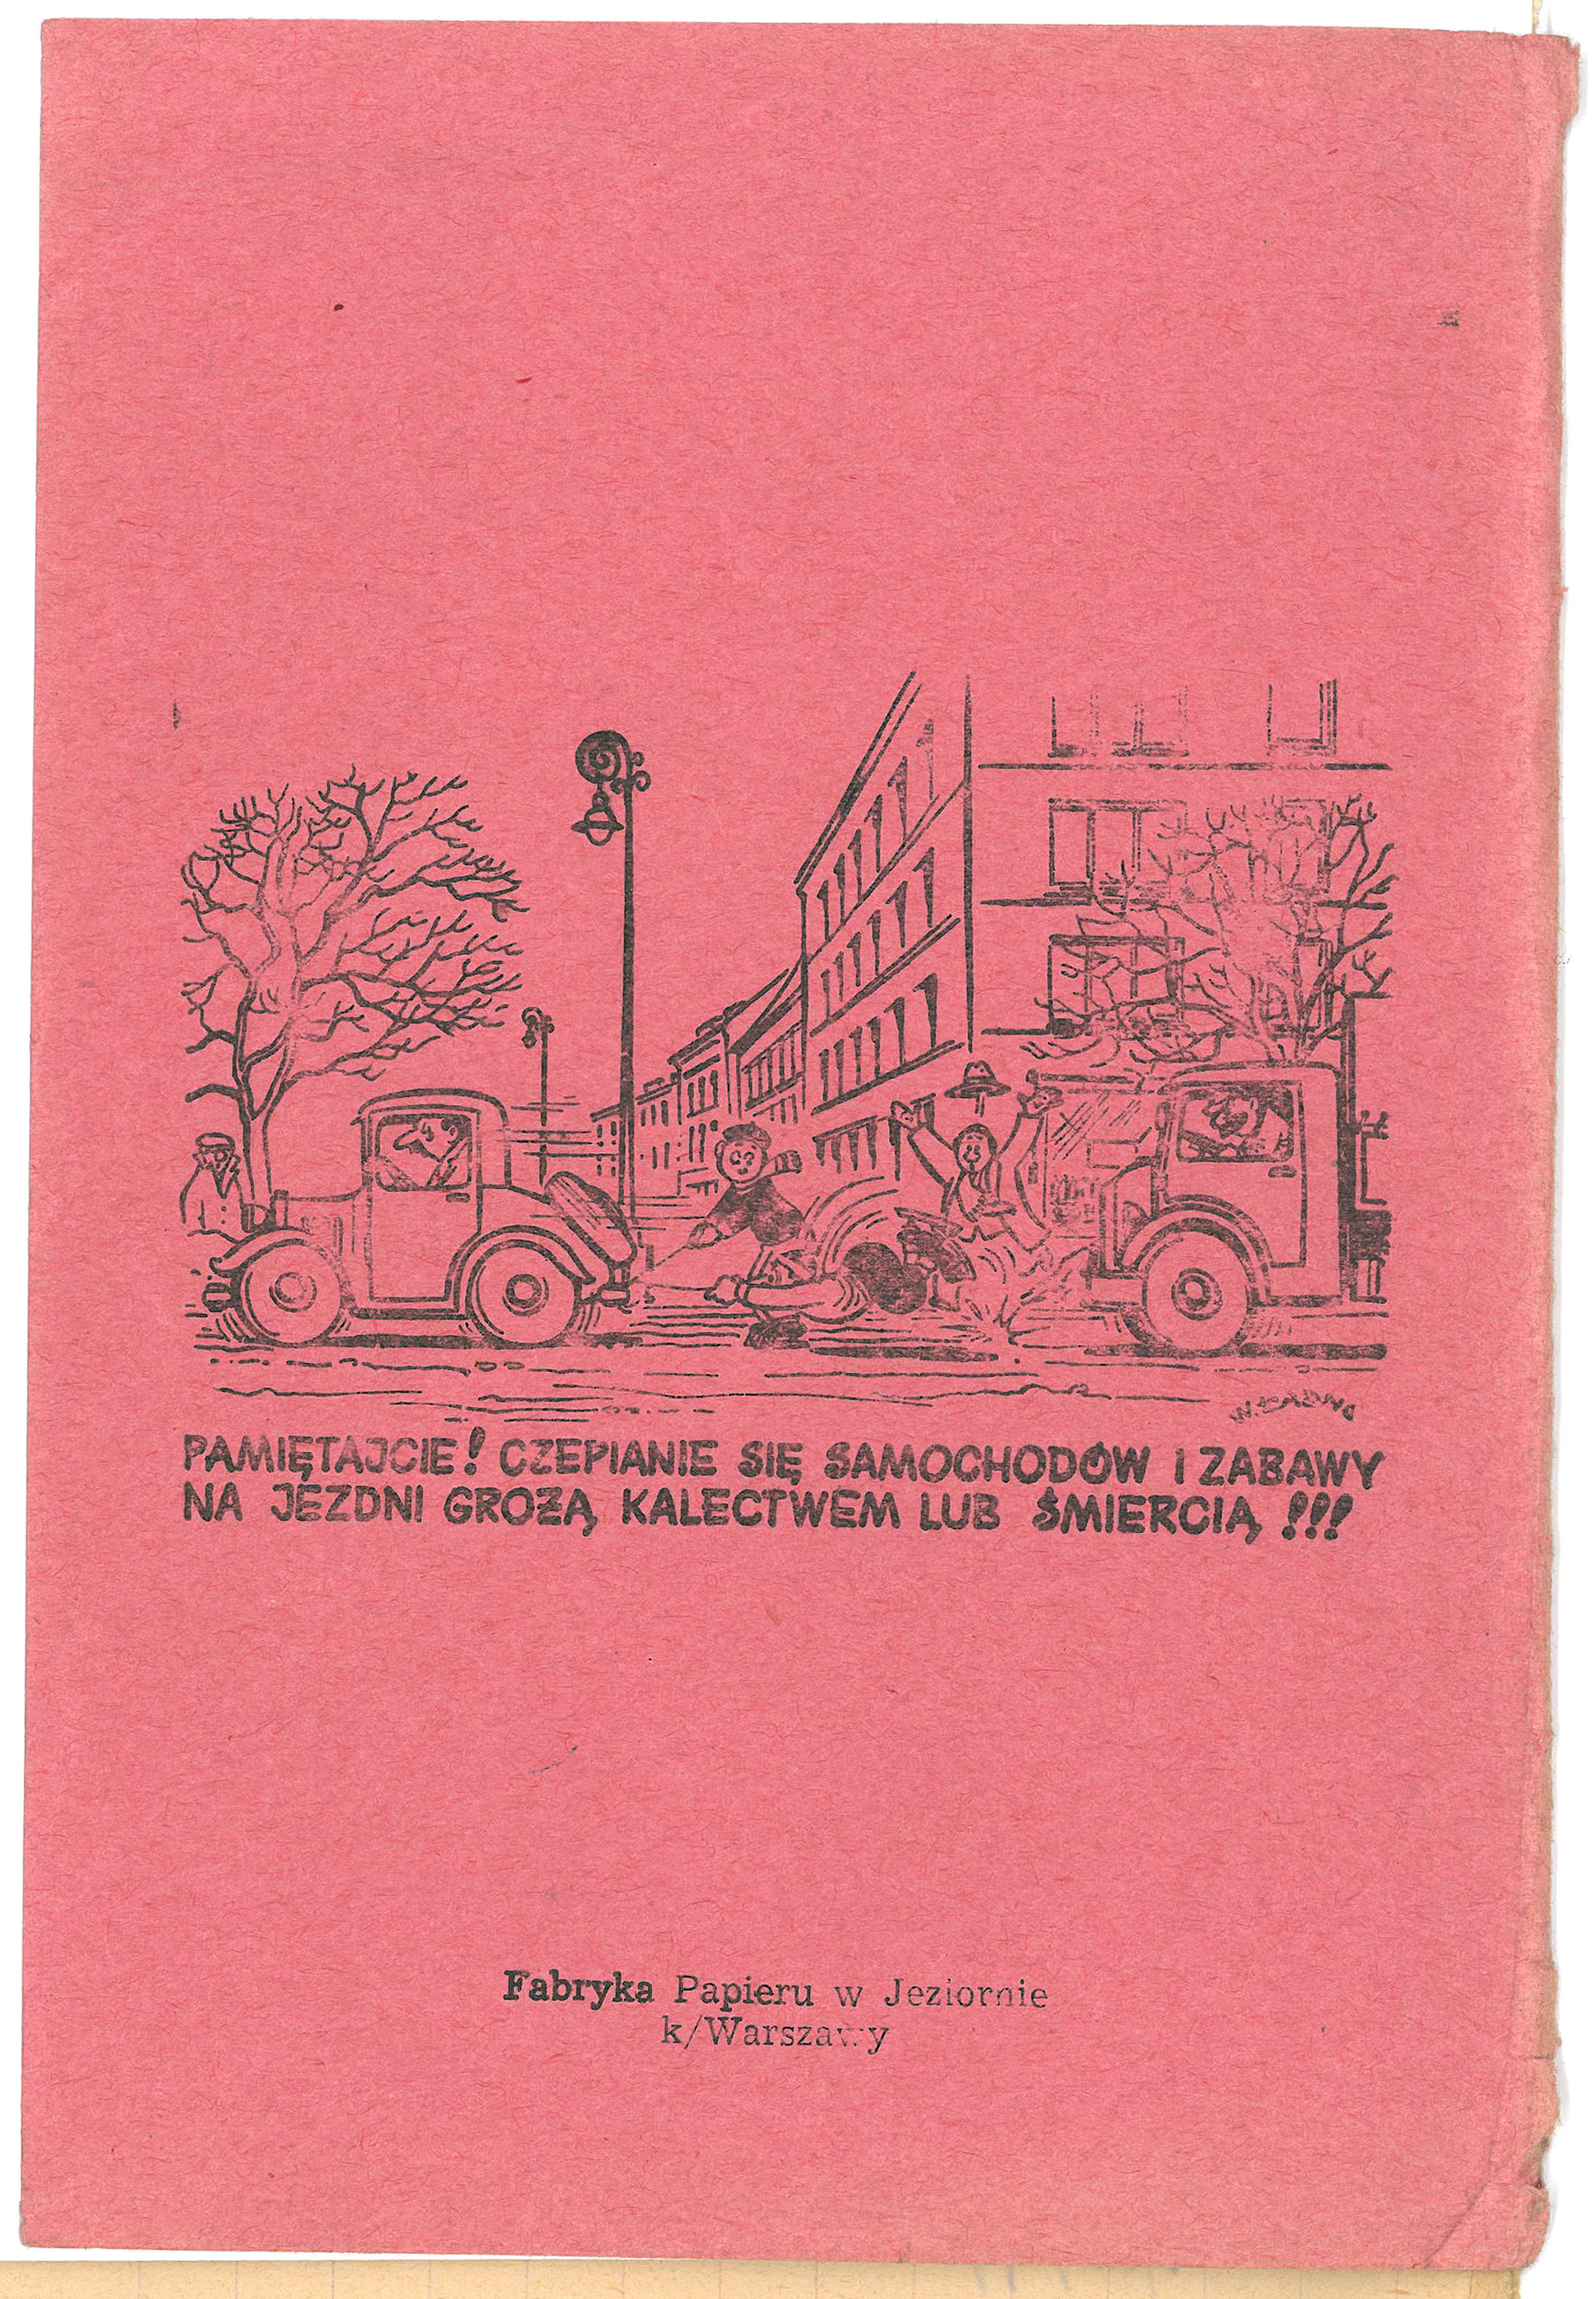 PAMIĘTAJCIE! CZEPIANIE SIĘ SAMOCHODÓW I ZABAWY
NA JEZDNI GROŻĄ KALECTWEM LUB ŚMIERCIĄ !!!
Fabryka Papieru w Jeziornie
k/Warszawy